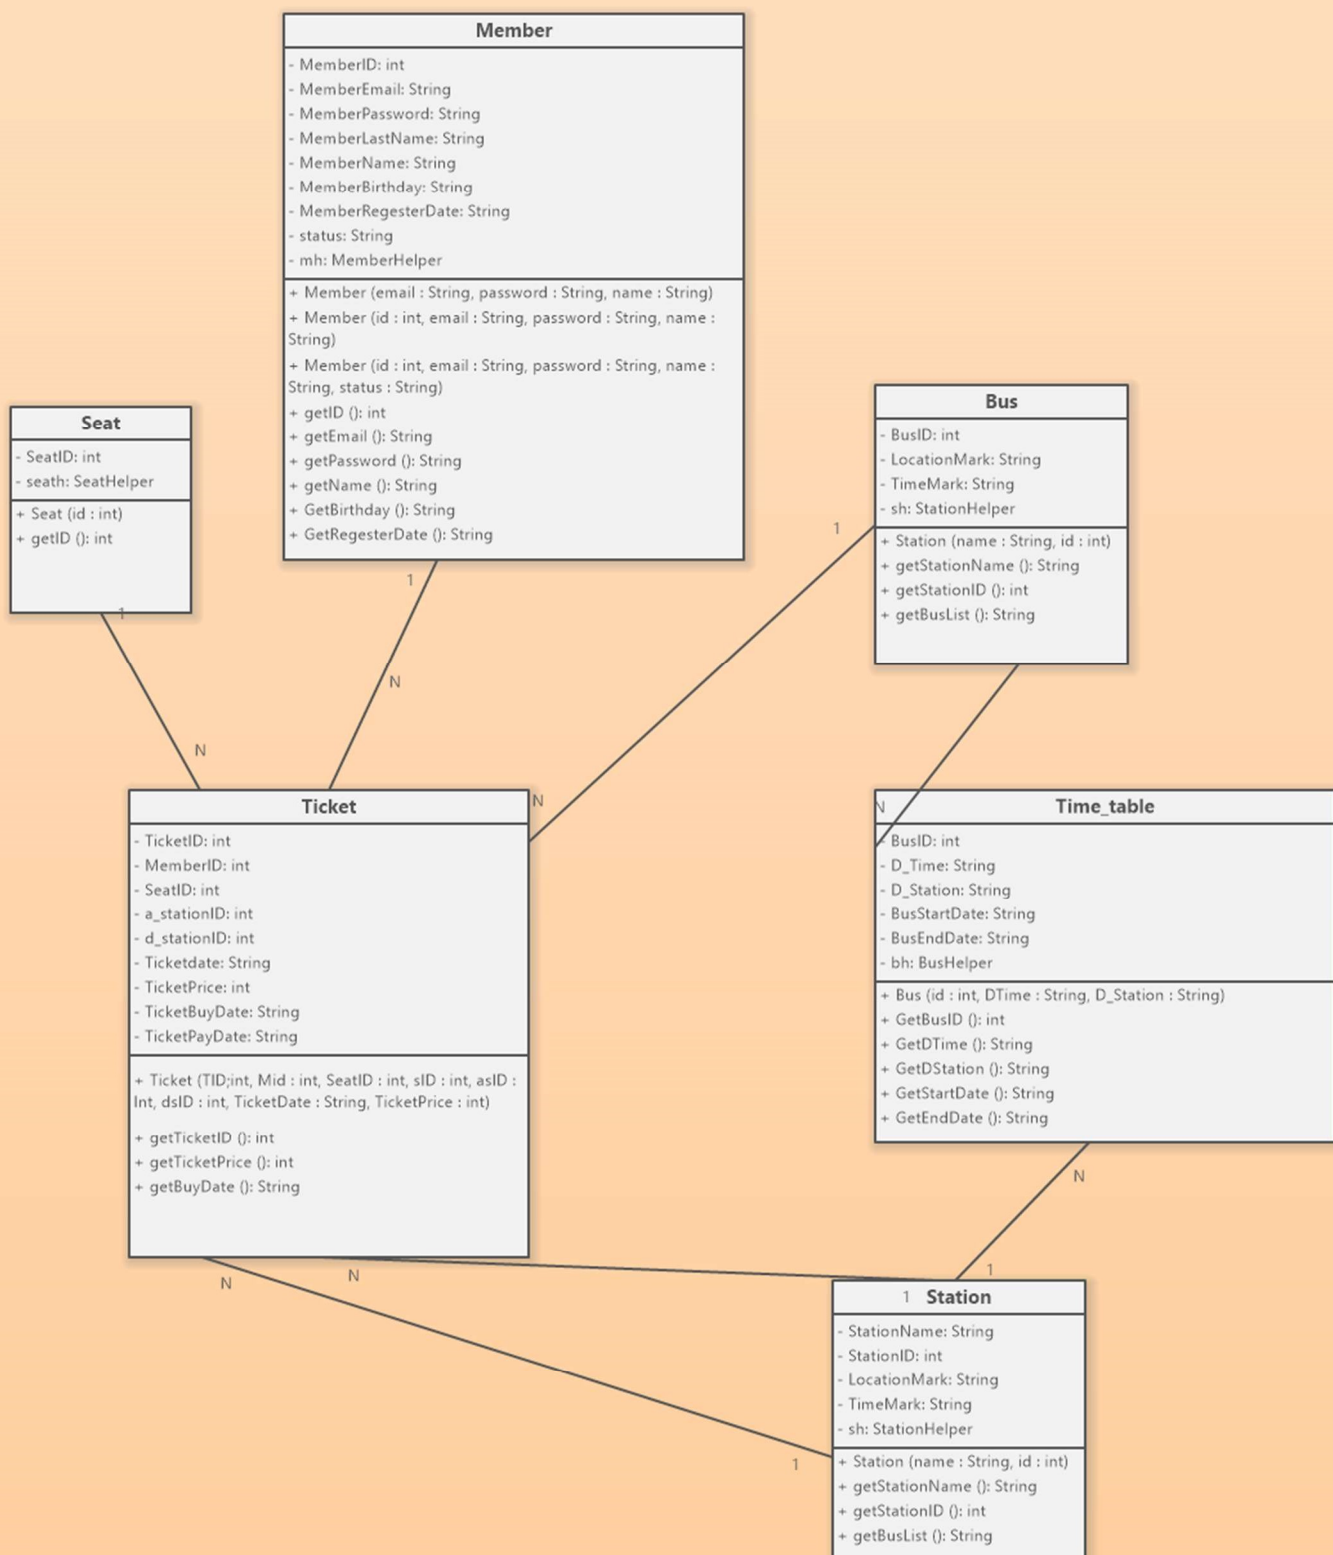 Member
- MemberID: int
- MemberEmail: String
- MemberPassword: String
- MemberLastName: String
- MemberName: String
- MemberBirthday: String
- MemberRegesterDate: String
- status: String
- mh: MemberHelper
+ Member (email : String, password : String, name : String)
+ Member (id : int, email : String, password : String, name :
String)
+ Member (id : int, email : String, password : String, name :
String, status : String)
+ getID (): int
+ getEmail (): String
+ getPassword (): String
+ getName (): String
+ GetBirthday (): String
+ GetRegesterDate (): String
Seat
- SeatID: int
- seath: SeatHelper
+ Seat (id : int)
+ getID (): int
Bus
- BusID: int
- LocationMark: String
- TimeMark: String
- sh: StationHelper
+ Station (name : String, id : int)
+ getStationName (): String
+ getStationID (): int
+ getBusList (): String
1
1
1
N
N
N
N
Ticket
- TicketID: int
- MemberID: int
- SeatID: int
- a_stationID: int
- d_stationID: int
- Ticketdate: String
- TicketPrice: int
- TicketBuyDate: String
- TicketPayDate: String
+ Ticket (TID;int, Mid : int, SeatID : int, sID : int, asID :
Int, dsID : int, TicketDate : String, TicketPrice : int)
+ getTicketID (): int
+ getTicketPrice (): int
+ getBuyDate (): String
Time_table
- BusID: int
- D_Time: String
- D_Station: String
- BusStartDate: String
- BusEndDate: String
- bh: BusHelper
+ Bus (id : int, DTime : String, D_Station : String)
+ GetBusID (): int
+ GetDTime (): String
+ GetDStation (): String
+ GetStartDate (): String
+ GetEndDate (): String
N
1
N
N
1
1
Station
- StationName: String
- StationID: int
- LocationMark: String
- TimeMark: String
- sh: StationHelper
+ Station (name : String, id : int)
+ getStationName (): String
+ getStationID (): int
+ getBusList (): String